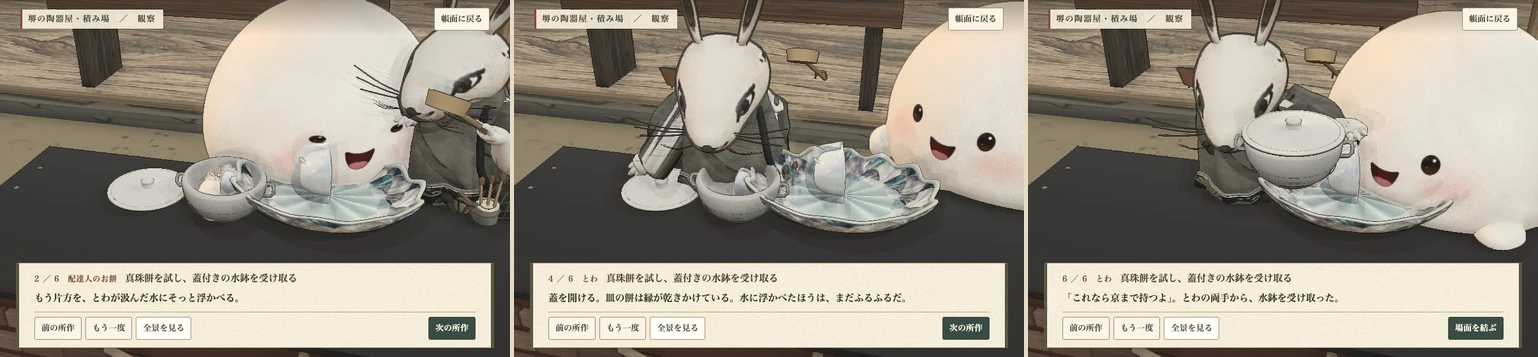 堺の陶器屋・積み場 ／ 観察
帳面に戻る
2 ／ 6 配達人のお餅 真珠餅を試し、蓋付きの水鉢を受け取る
もう片方を、とわが汲んだ水にそっと浮かべる。
前の所作
もう一度
全景を見る
次の所作
堺の陶器屋・積み場 ／ 観察
帳面に戻る
4 ／ 6 とわ 真珠餅を試し、蓋付きの水鉢を受け取る
蓋を開ける。皿の餅は縁が乾きかけている。水に浮かべたほうは、まだふるふるだ。
前の所作
もう一度
全景を見る
次の所作
堺の陶器屋・積み場 ／ 観察
帳面に戻る
6 ／ 6 とわ 真珠餅を試し、蓋付きの水鉢を受け取る
「これなら京まで持つよ」。とわの両手から、水鉢を受け取った。
前の所作
もう一度
全景を見る
場面を結ぶ